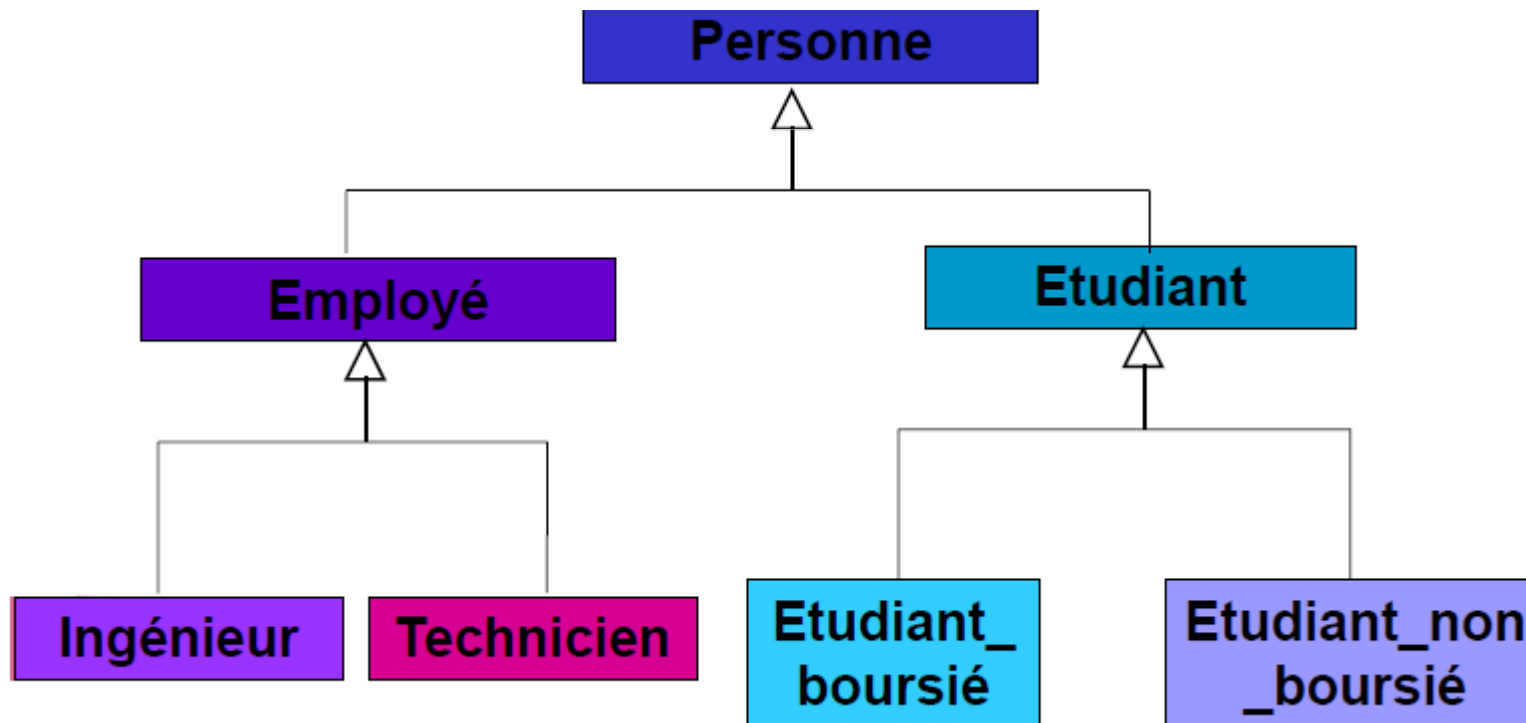 Personne
Employé
Etudiant
Ingénieur
Technicien
Etudiant_
boursié
Etudiant_non
_boursié